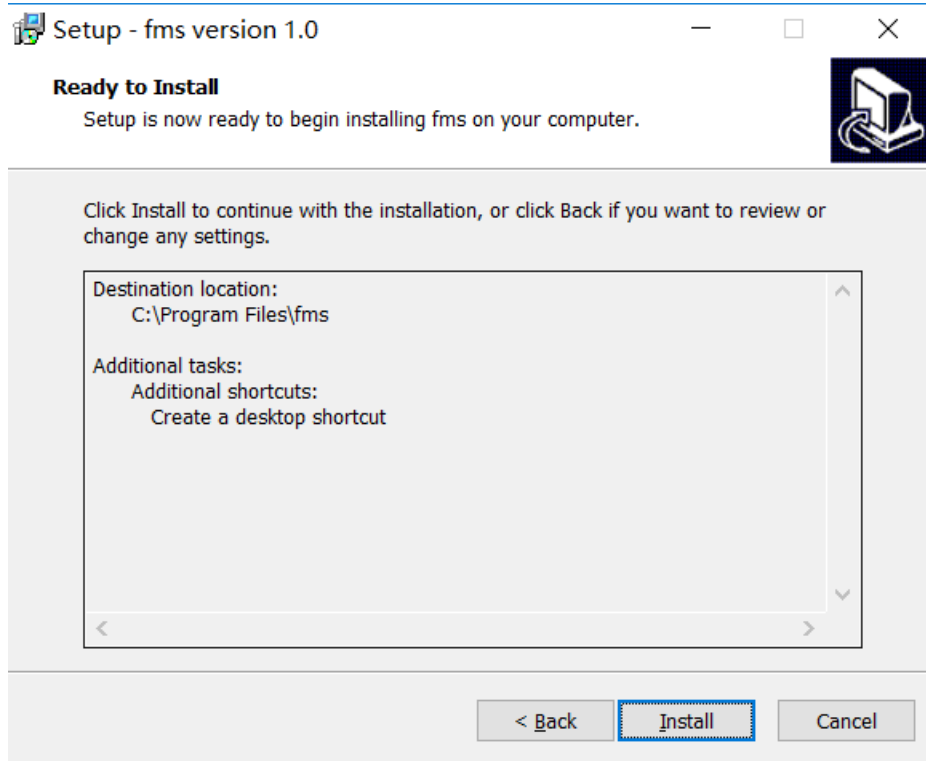 Setup - fms version 1.0
Ready to Install
Setup is now ready to begin installing fms on your computer.
Click Install to continue with the installation, or click Back if you want to review or
change any settings.
Destination location:
C:\Program Files\fms
Additional tasks:
Additional shortcuts:
Create a desktop shortcut
< Back
Install
Cancel